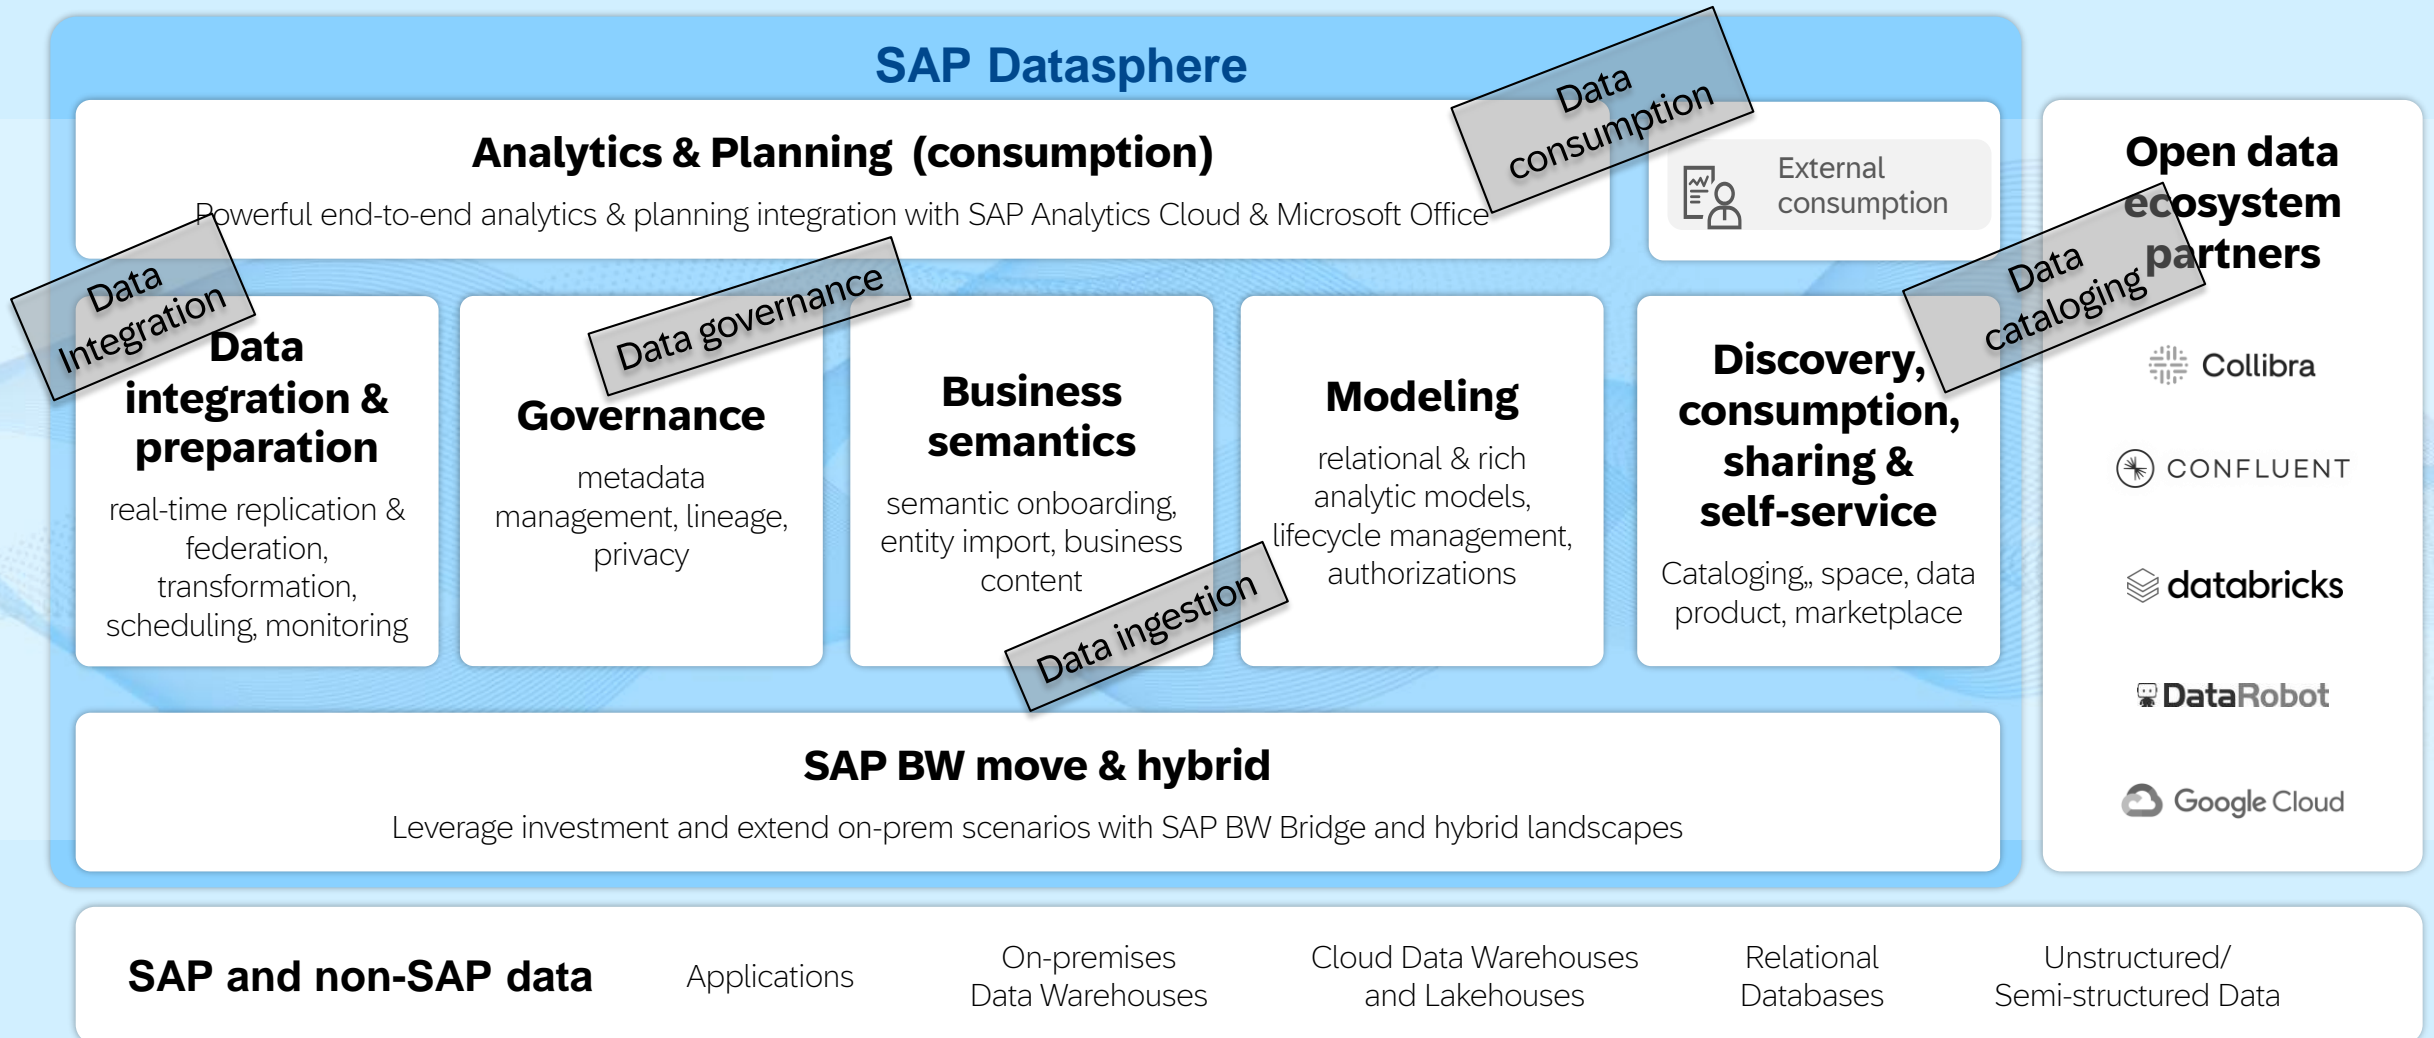 SAP Datasphere
Data
consumption
Analytics & Planning (consumption)
Powerful end-to-end analytics & planning integration with SAP Analytics Cloud & Microsoft Office
External
consumption
Open data
ecosystem
partners
Data
Integration
Data governance
Data
cataloging
Data
integration &
preparation
real-time replication &
federation,
transformation,
scheduling, monitoring
Governance
metadata
management, lineage,
privacy
Business
semantics
semantic onboarding,
entity import, business
content
Modeling
relational & rich
analytic models,
lifecycle management,
authorizations
Discovery,
consumption,
sharing &
self-service
Cataloging,, space, data
product, marketplace
Data ingestion
Collibra
CONFLUENT
databricks
DataRobot
Google Cloud
SAP BW move & hybrid
Leverage investment and extend on-prem scenarios with SAP BW Bridge and hybrid landscapes
SAP and non-SAP data
Applications
On-premises
Data Warehouses
Cloud Data Warehouses
and Lakehouses
Relational
Databases
Unstructured/
Semi-structured Data